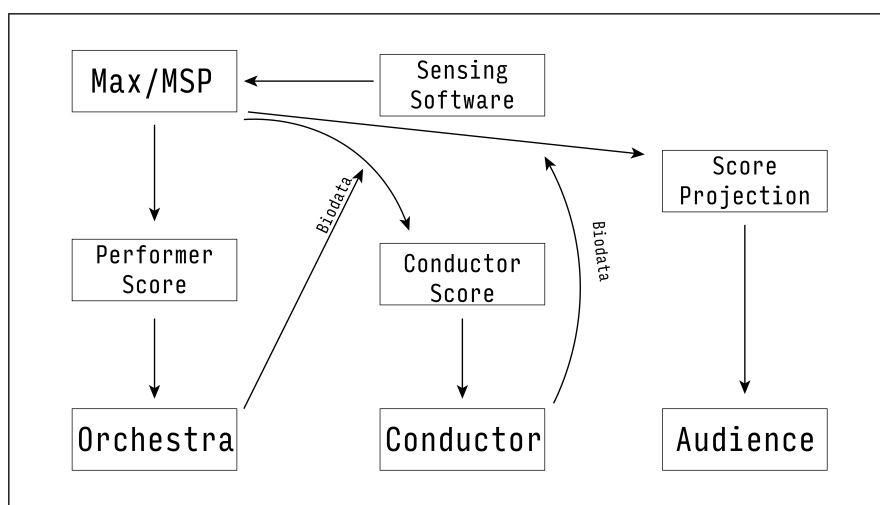 Max/MSP
Sensing
Software
Score
Projection
Biodata
Biodata
Performer
Score
Conductor
Score
Orchestra
Conductor
Audience